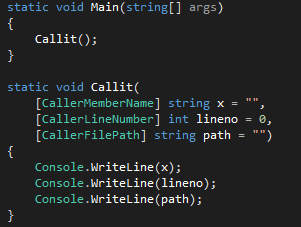 static void Main(string[] args)
{
    Callit();
}

static void Callit(
    [CallerMemberName] string x = "",
    [CallerLineNumber] int lineno = 0,
    [CallerFilePath] string path = "")
{
    Console.WriteLine(x);
    Console.WriteLine(lineno);
    Console.WriteLine(path);
}